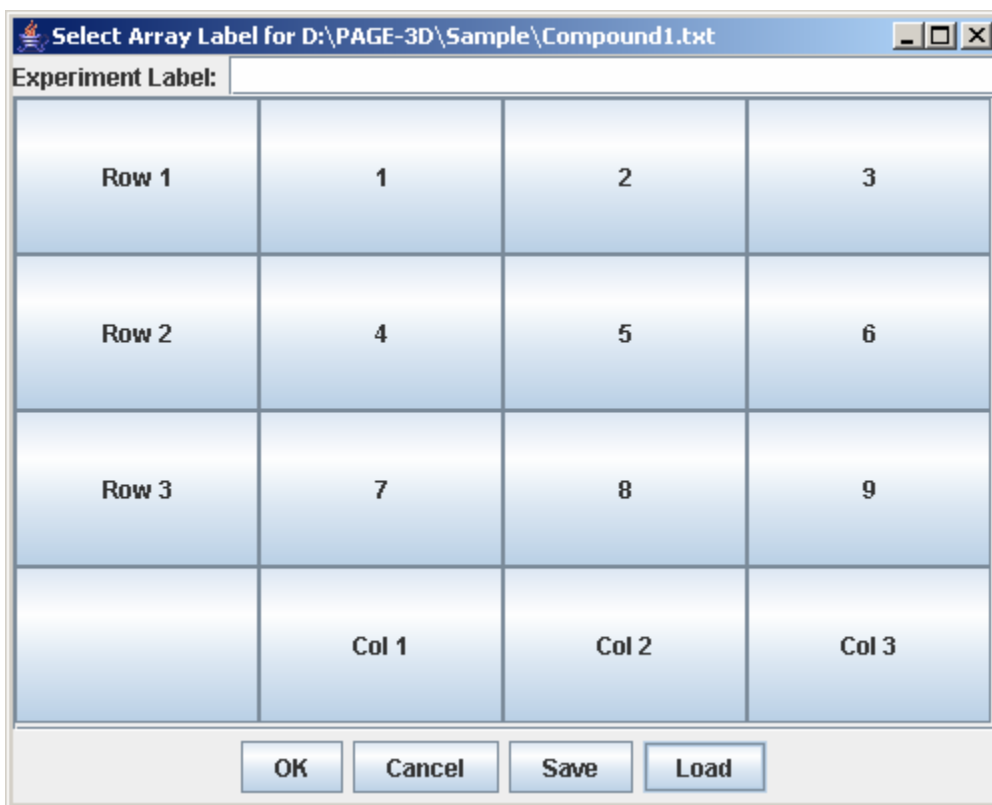 Select Array Label for D:\PAGE-3D\Sample\Compound1.txt
Experiment Label:
Row 1 1 2 3
Row 2 4 5 6
Row 3 7 8 9
Col 1 Col 2 Col 3
OK Cancel Save Load